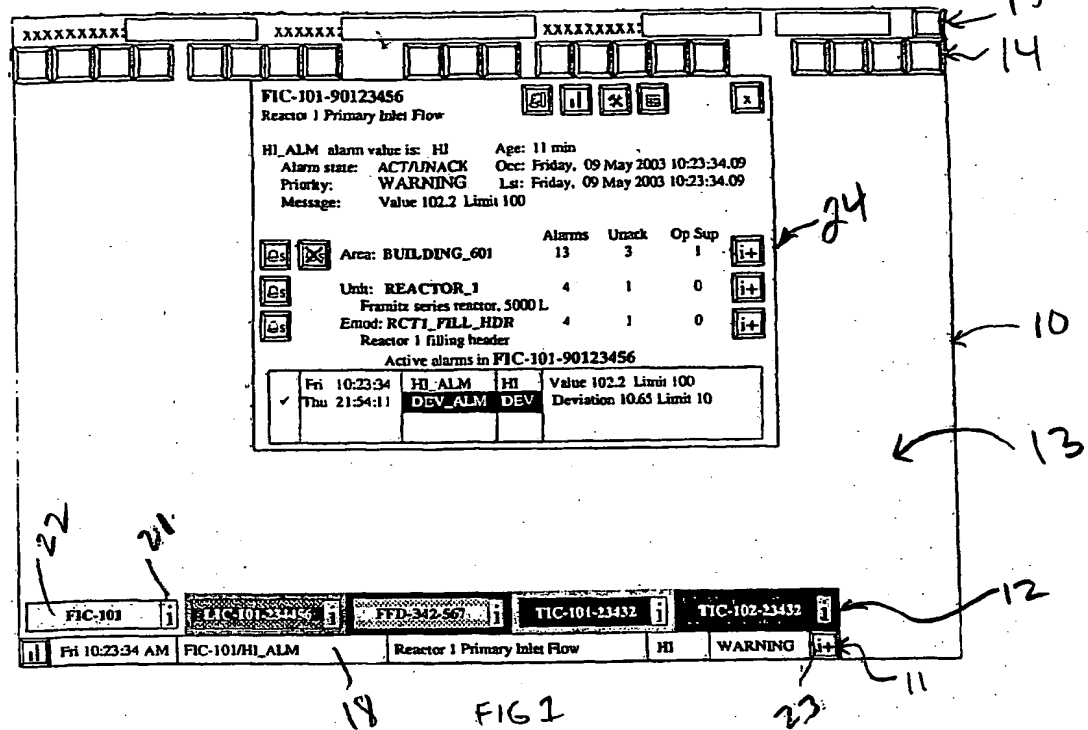 xxxxxxxxx: xxxxxx: xxxxxxxxx:
14
FIC-101-90123456 x
Reactor 1 Primary Inlet Flow
HI_ALM alarm value is: HI Age: 11 min
Alarm state: ACT/UNACK Occ: Friday, 09 May 2003 10:23:34.09
Priority: WARNING Lst: Friday, 09 May 2003 10:23:34.09
Message: Value 102.2 Limit 100
24
Alarms Unack Op Sup
Area: BUILDING_601 13 3 1 i+
Unit: REACTOR_1 4 1 0 i+
Framitz series reactor, 5000 L
Emod: RCT1_FILL_HDR 4 1 0 i+
Reactor 1 filling header
10
Active alarms in FIC-101-90123456
Fri 10:23:34 HI_ALM HI Value 102.2 Limit 100
✓ Thu 21:54:11 DEV_ALM DEV Deviation 10.65 Limit 10
13
22 21
12
FIC-101 i i FFD-342-567 i TIC-101-23432 i TIC-102-23432 i
Fri 10:23:34 AM FIC-101/HI_ALM Reactor 1 Primary Inlet Flow HI WARNING i+
11
18 FIG 1 23